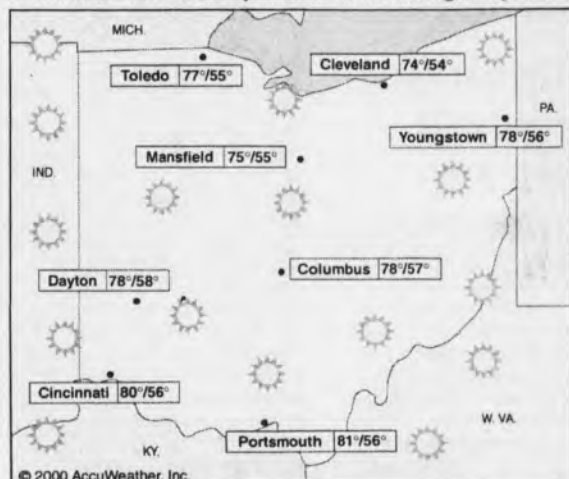 MICH.
Cleveland 74°/54°
Toledo 77°/55°
PA.
Youngstown 78°/56°
Mansfield 75°/55°
IND.
Columbus 78°/57°
Dayton 78°/58°
Cincinnati 80°/56°
W. VA.
Portsmouth 81°/56°
KY.
© 2000 AccuWeather, Inc.